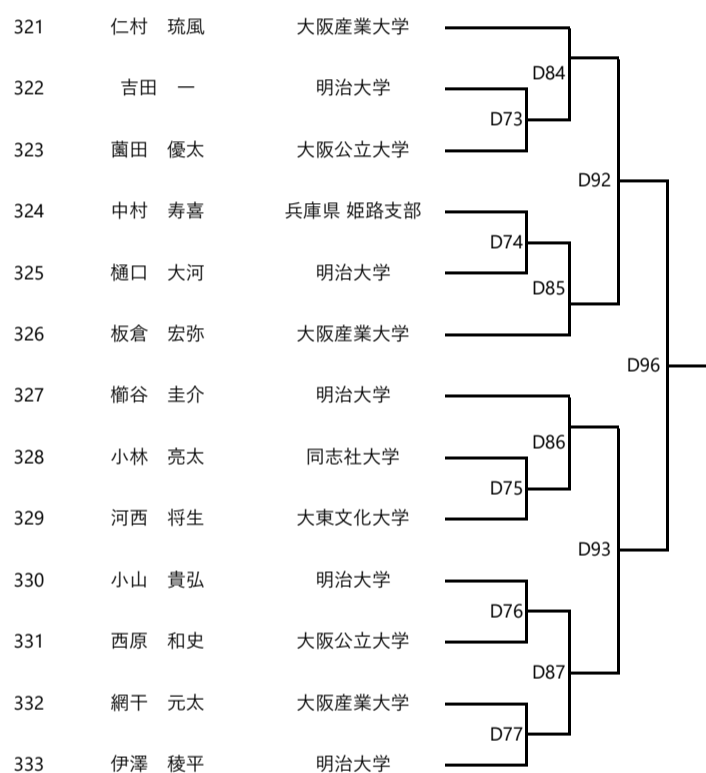 321 仁村 琉風 大阪産業大学
D84
322 吉田 一 明治大学
D73
323 薗田 優太 大阪公立大学
D92
324 中村 寿喜 兵庫県 姫路支部
D74
325 樋口 大河 明治大学
D85
326 板倉 宏弥 大阪産業大学
D96
327 櫛谷 圭介 明治大学
D86
328 小林 亮太 同志社大学
D75
329 河西 将生 大東文化大学
D93
330 小山 貴弘 明治大学
D76
331 西原 和史 大阪公立大学
D87
332 網干 元太 大阪産業大学
D77
333 伊澤 稜平 明治大学